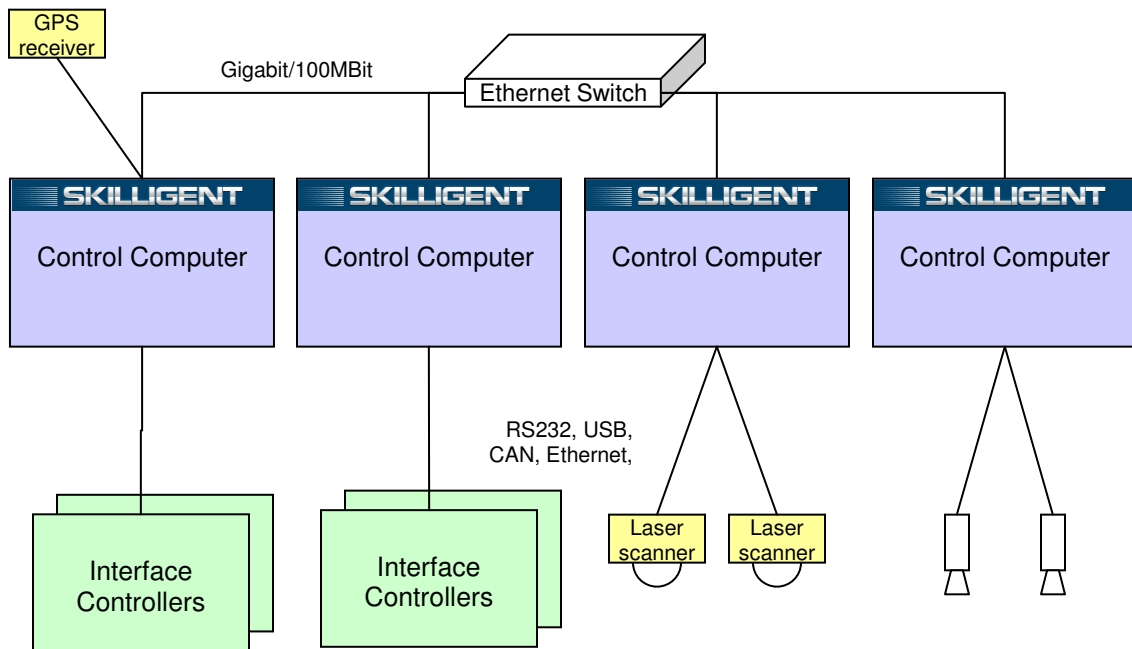 GPS
receiver
Gigabit/100MBit
Ethernet Switch
SKILLIGENT
Control Computer
SKILLIGENT
Control Computer
SKILLIGENT
Control Computer
SKILLIGENT
Control Computer
RS232, USB,
CAN, Ethernet,
Interface
Controllers
Interface
Controllers
Laser
scanner
Laser
scanner